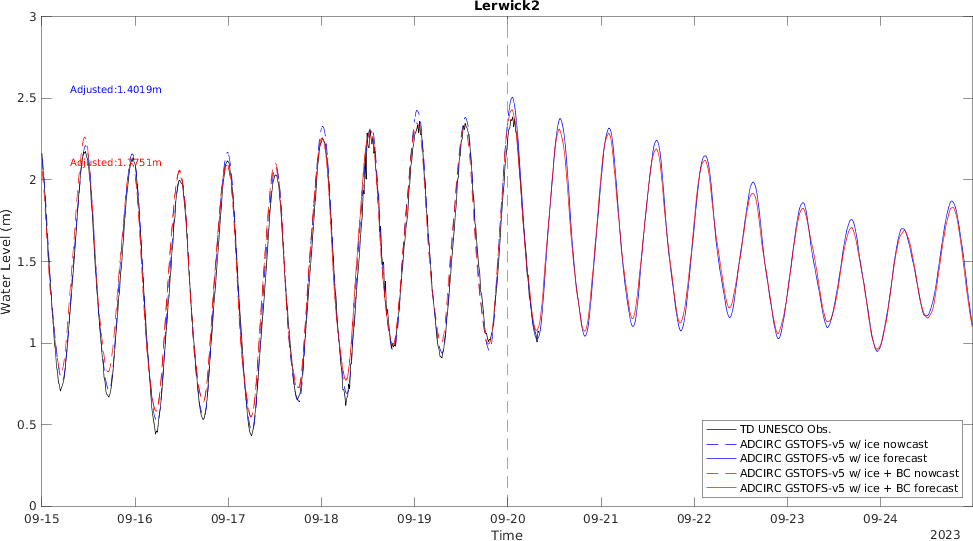 Lerwick2
3
2.5
2
1.5
1
0.5
0
Water Level (m)
Adjusted:1.4019m
09-15
09-16
09-17
09-18
09-19
09-20
09-21
09-22
09-23
09-24
Time
2023
TD UNESCO Obs.
ADCIRC GSTOFS-v5 w/ ice nowcast
ADCIRC GSTOFS-v5 w/ ice forecast
ADCIRC GSTOFS-v5 w/ ice + BC nowcast
ADCIRC GSTOFS-v5 w/ ice + BC forecast